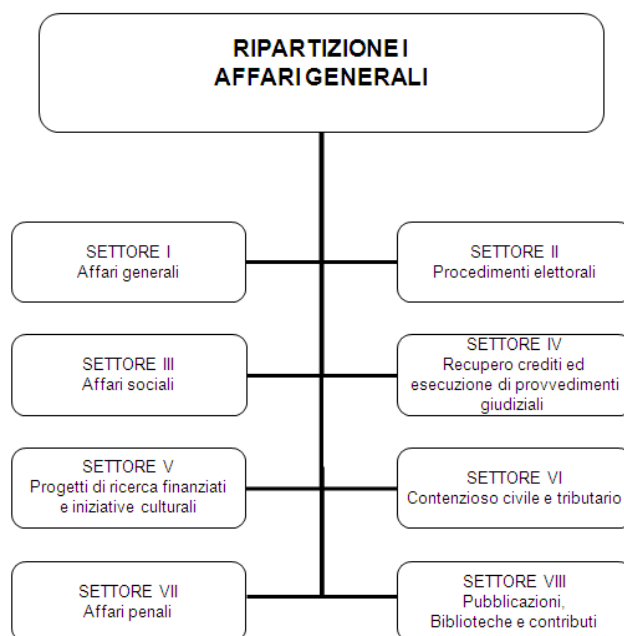 RIPARTIZIONE I
AFFARI GENERALI
SETTORE I
Affari generali
SETTORE II
Procedimenti elettorali
SETTORE III
Affari sociali
SETTORE IV
Recupero crediti ed
esecuzione di provvedimenti
giudiziali
SETTORE V
Progetti di ricerca finanziati
e iniziative culturali
SETTORE VI
Contenzioso civile e tributario
SETTORE VII
Affari penali
SETTORE VIII
Pubblicazioni,
Biblioteche e contributi